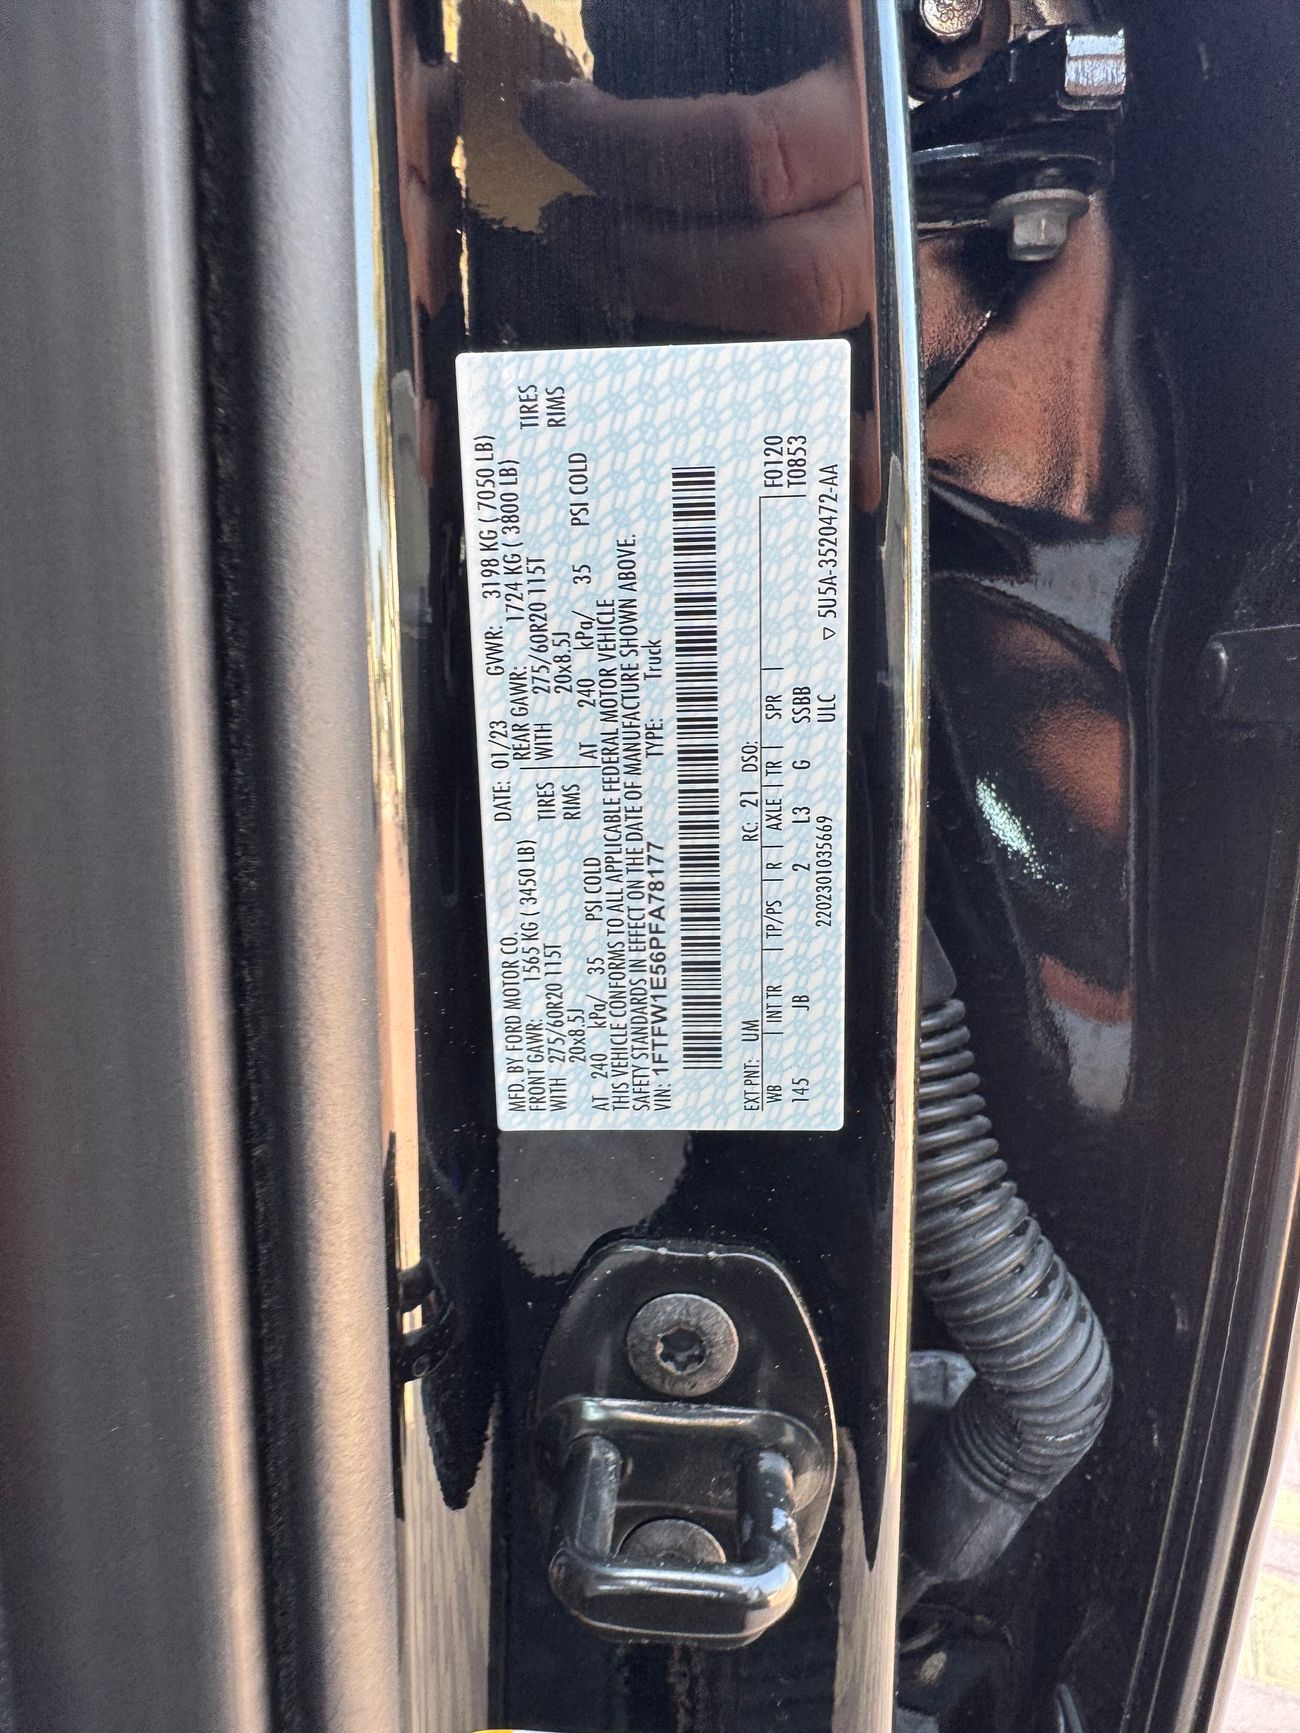 MFD. BY FORD MOTOR CO. DATE: 01/23 GVWR: 3198 KG ( 7050 LB)
FRONT GAWR: 1565 KG ( 3450 LB) REAR GAWR: 1724 KG ( 3800 LB)
WITH 275/60R20 115T TIRES WITH 275/60R20 115T TIRES
20x8.5J RIMS 20x8.5J RIMS
AT 240 kPa/ 35 PSI COLD AT 240 kPa/ 35 PSI COLD
THIS VEHICLE CONFORMS TO ALL APPLICABLE FEDERAL MOTOR VEHICLE
SAFETY STANDARDS IN EFFECT ON THE DATE OF MANUFACTURE SHOWN ABOVE.
VIN: 1FTFW1E56PFA78177 TYPE: Truck
EXT PNT: UM RC: 21 DSO: F0120
WB INT TR TP/PS R AXLE TR SPR T0853
145 JB 2 L3 G SSBB
2202301035669 ULC ▽ 5U5A-3520472-AA